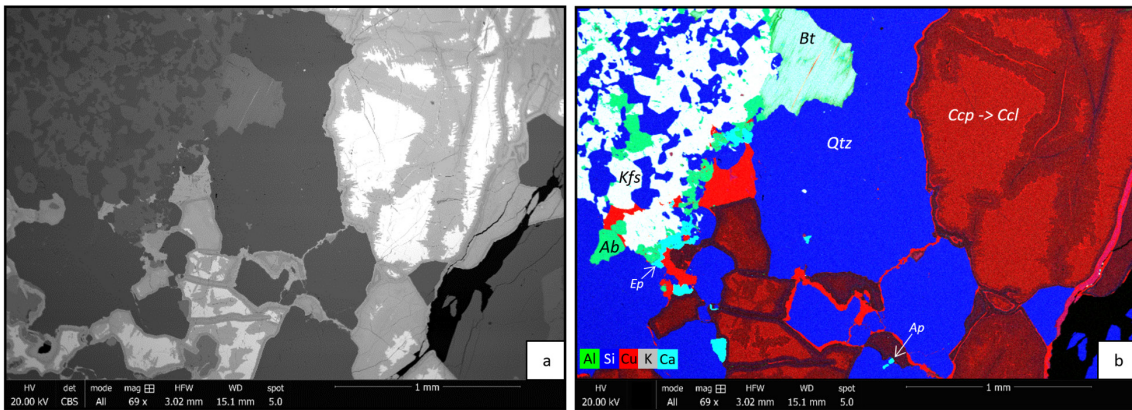 Bt
Ccp -> Ccl
Qtz
Kfs
Ab
Ep
Ap
Al Si Cu K Ca
a
b
HV det mode mag HFW WD spot
20.00 kV CBS All 69 x 3.02 mm 15.1 mm 5.0
1 mm
HV mode mag HFW WD spot
20.00 kV All 69 x 3.02 mm 15.1 mm 5.0
1 mm